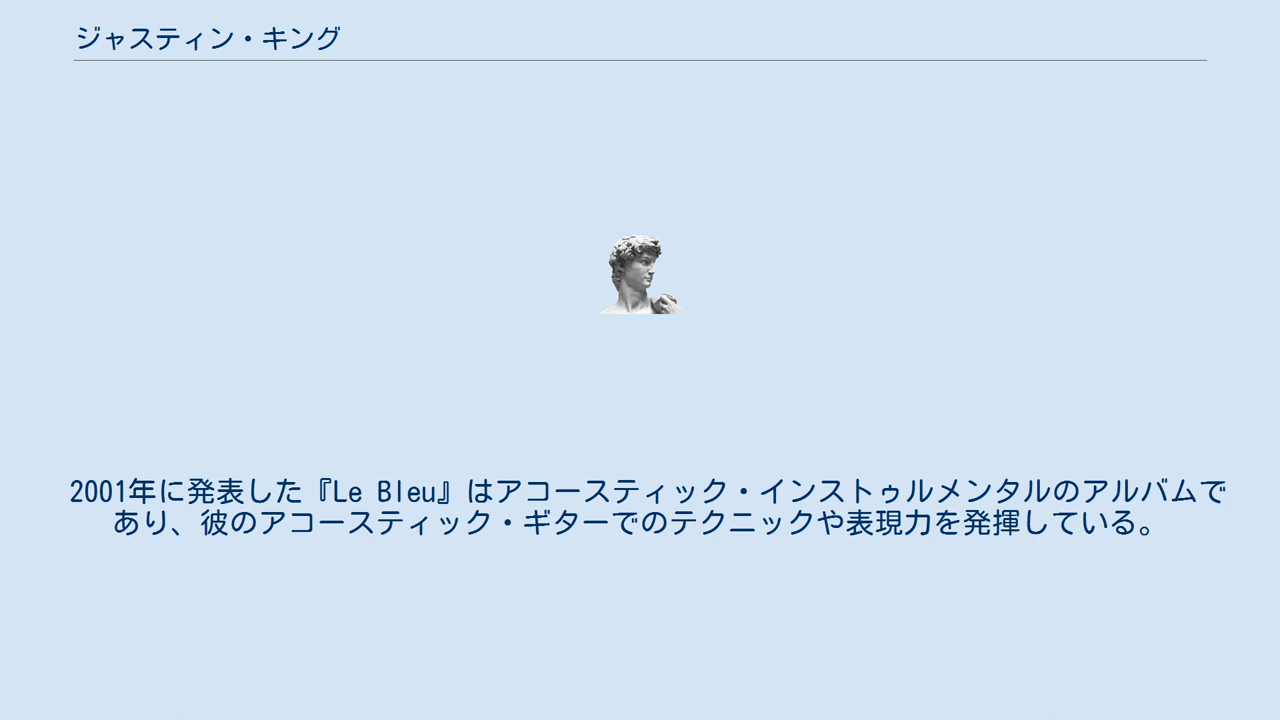 ジャスティン・キング
2001年に発表した『Le Bleu』はアコースティック・インストゥルメンタルのアルバムで
あり、彼のアコースティック・ギターでのテクニックや表現力を発揮している。